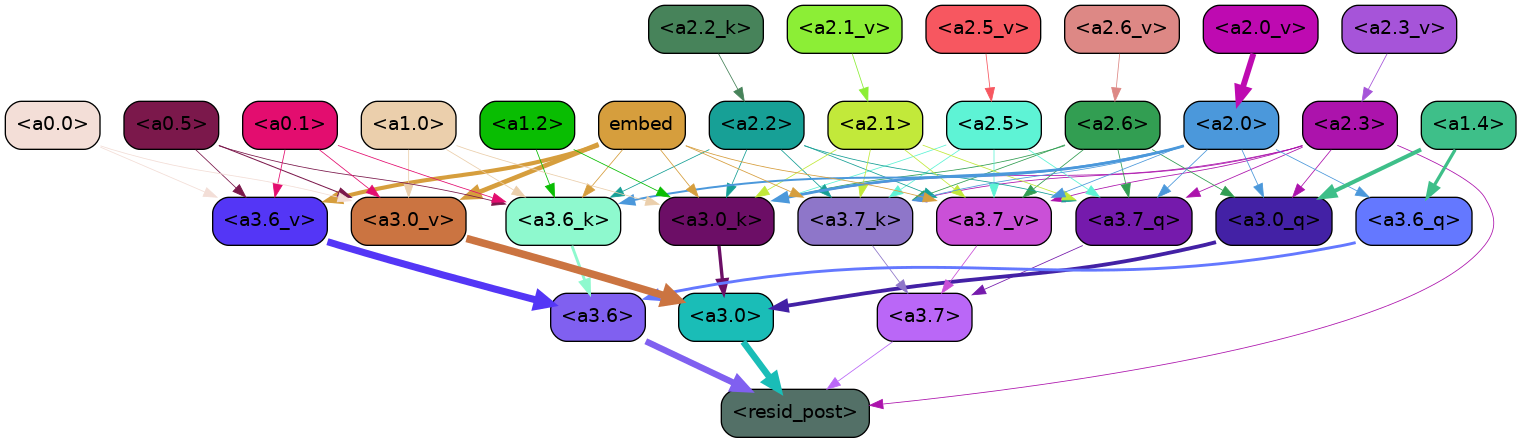 <a2.2_k> <a2.1_v> <a2.5_v> <a2.6_v> <a2.0_v> <a2.3_v>
<a0.0> <a0.5> <a0.1> <a1.0> <a1.2> embed <a2.2> <a2.1> <a2.5> <a2.6> <a2.0> <a2.3> <a1.4>
<a3.6_v> <a3.0_v> <a3.6_k> <a3.0_k> <a3.7_k> <a3.7_v> <a3.7_q> <a3.0_q> <a3.6_q>
<a3.6> <a3.0> <a3.7>
<resid_post>